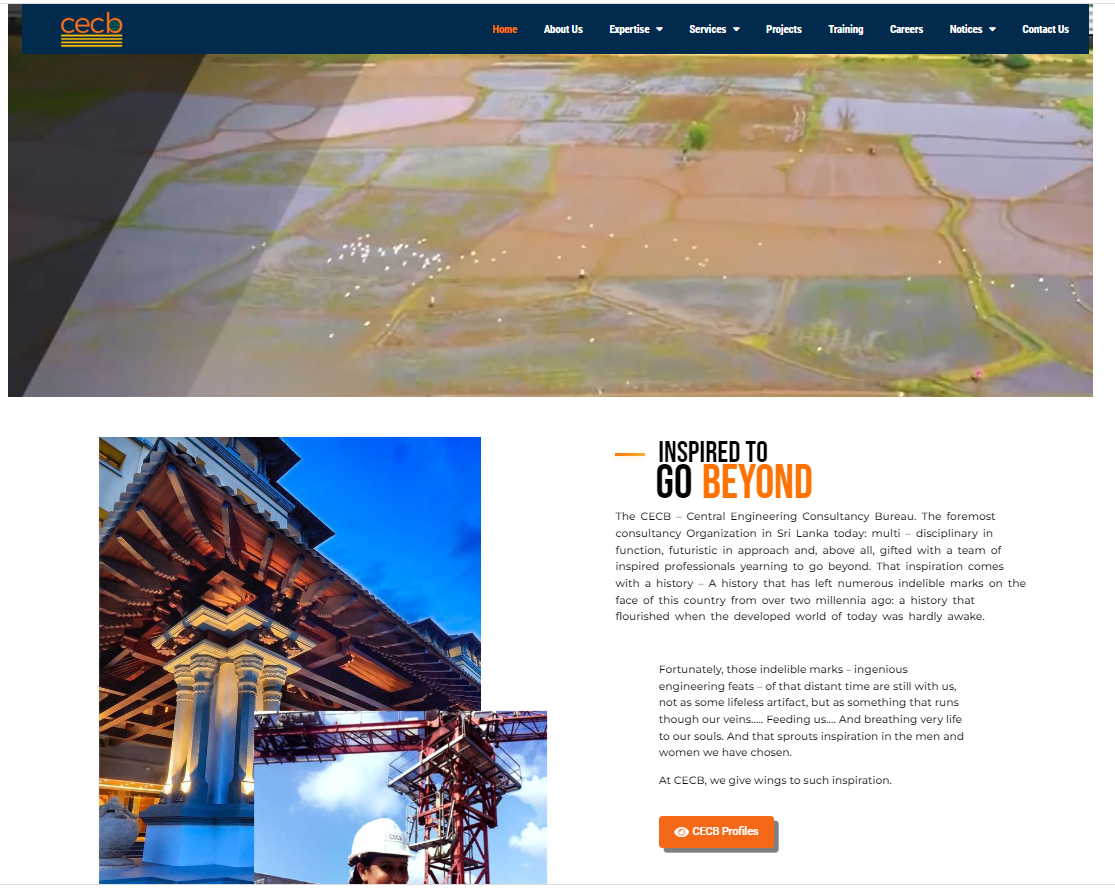 cecb
Home
About Us
Expertise
Services
Projects
Training
Careers
Notices
Contact Us
INSPIRED TO
GO BEYOND
The CECB – Central Engineering Consultancy Bureau. The foremost
consultancy Organization in Sri Lanka today: multi – disciplinary in
function, futuristic in approach and, above all, gifted with a team of
inspired professionals yearning to go beyond. That inspiration comes
with a history – A history that has left numerous indelible marks on the
face of this country from over two millennia ago: a history that
flourished when the developed world of today was hardly awake.
Fortunately, those indelible marks – ingenious
engineering feats – of that distant time are still with us,
not as some lifeless artifact, but as something that runs
though our veins..... Feeding us.... And breathing very life
to our souls. And that sprouts inspiration in the men and
women we have chosen.
At CECB, we give wings to such inspiration.
CECB
CECB Profiles